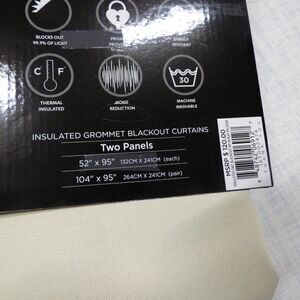 BLOCKS OUT
99.9% OF LIGHT
PRIVACY
ENERGY
EFFICIENT
C F
THERMAL
INSULATED
NOISE
REDUCTION
30
MACHINE
WASHABLE
INSULATED GROMMET BLACKOUT CURTAINS
Two Panels
52" x 95" 132CM X 241CM (each)
104" x 95" 264CM X 241CM (pair)
MSRP $ 120.00